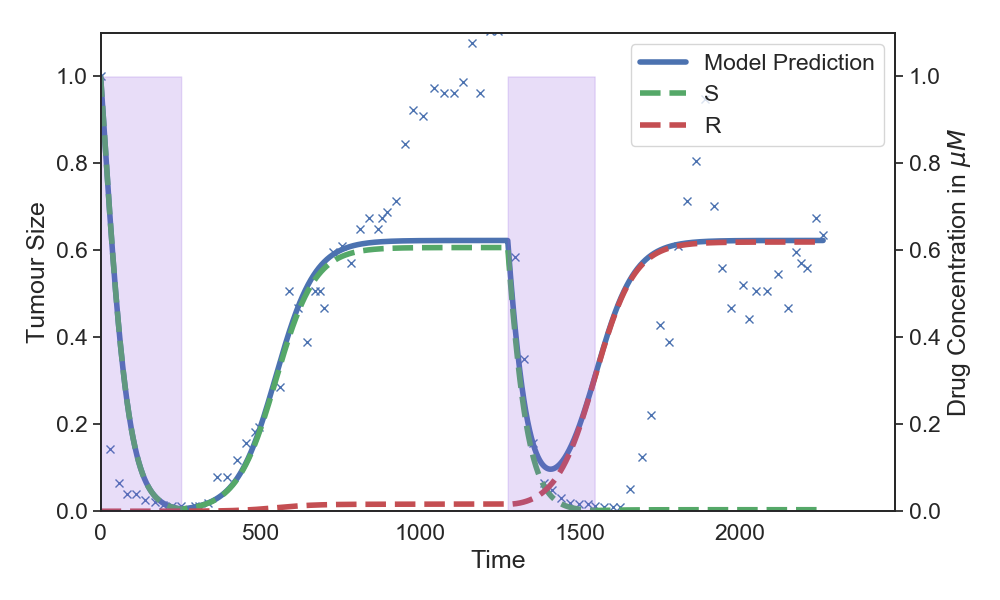 Model Prediction
S
R
1.0
0.8
0.6
0.4
0.2
0.0
Tumour Size
1.0
0.8
0.6
0.4
0.2
0.0
Drug Concentration in μM
0
500
1000
1500
2000
Time